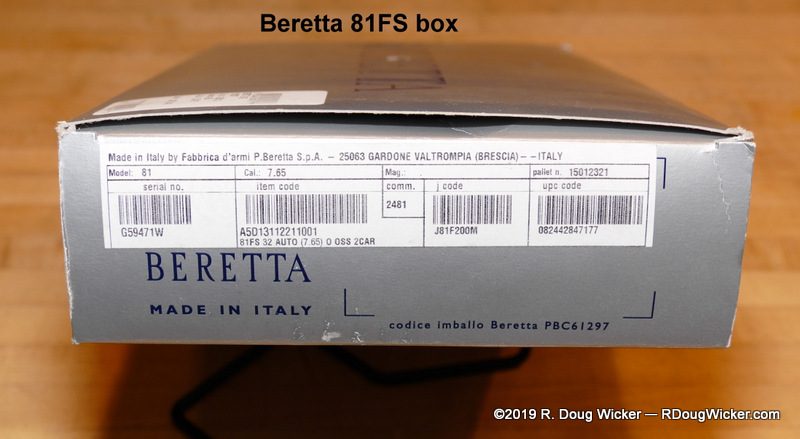 Beretta 81FS box
Made in Italy by Fabbrica d'armi P.Beretta S.p.A. - 25063 GARDONE VALTROMPIA (BRESCIA)- -ITALY
Model: 81 Cal.: 7.65 Mag.: pallet n. 15012321
serial no. item code comm. j code upc code
2481
G59471W A5D13112211001 J81F200M 082442847177
81FS 32 AUTO (7.65) O OSS 2CAR
BERETTA
MADE IN ITALY
codice imballo Beretta PBC61297
©2019 R. Doug Wicker — RDougWicker.com